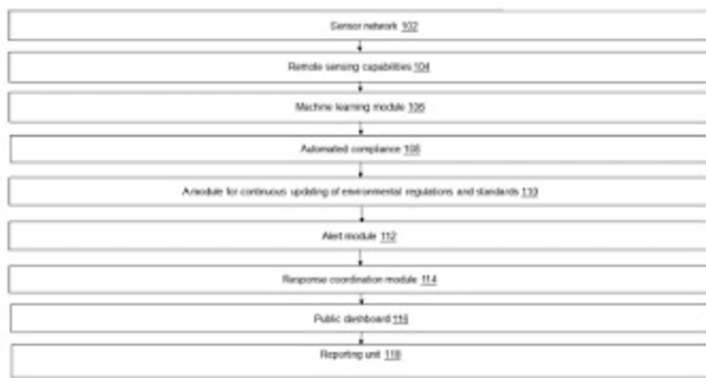 Sensor network 102
Remote sensing capabilities 104
Machine learning module 106
Automated compliance 108
A module for continuous updating of environmental regulations and standards 110
Alert module 112
Response coordination module 114
Public dashboard 116
Reporting unit 118